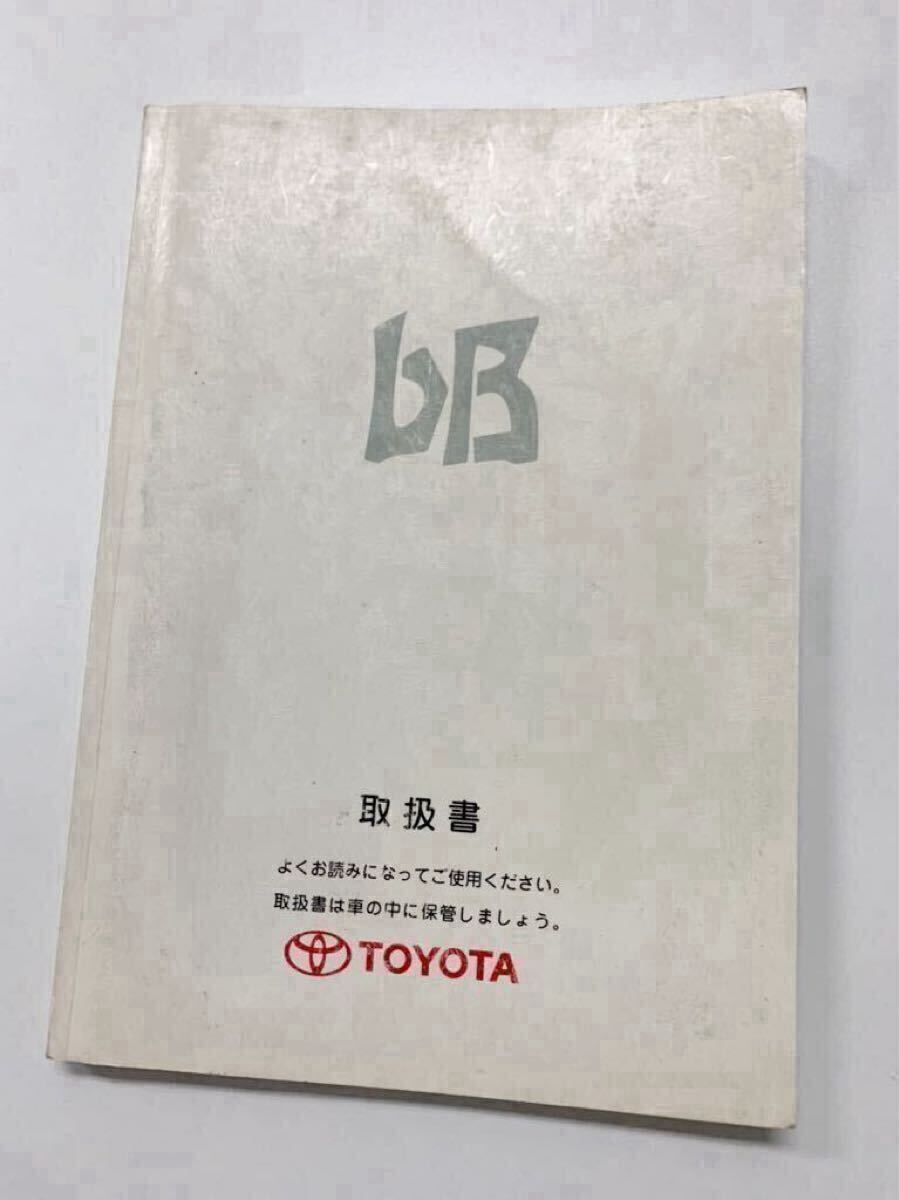 bB
取扱書
よくお読みになってご使用ください。
取扱書は車の中に保管しましょう。
TOYOTA